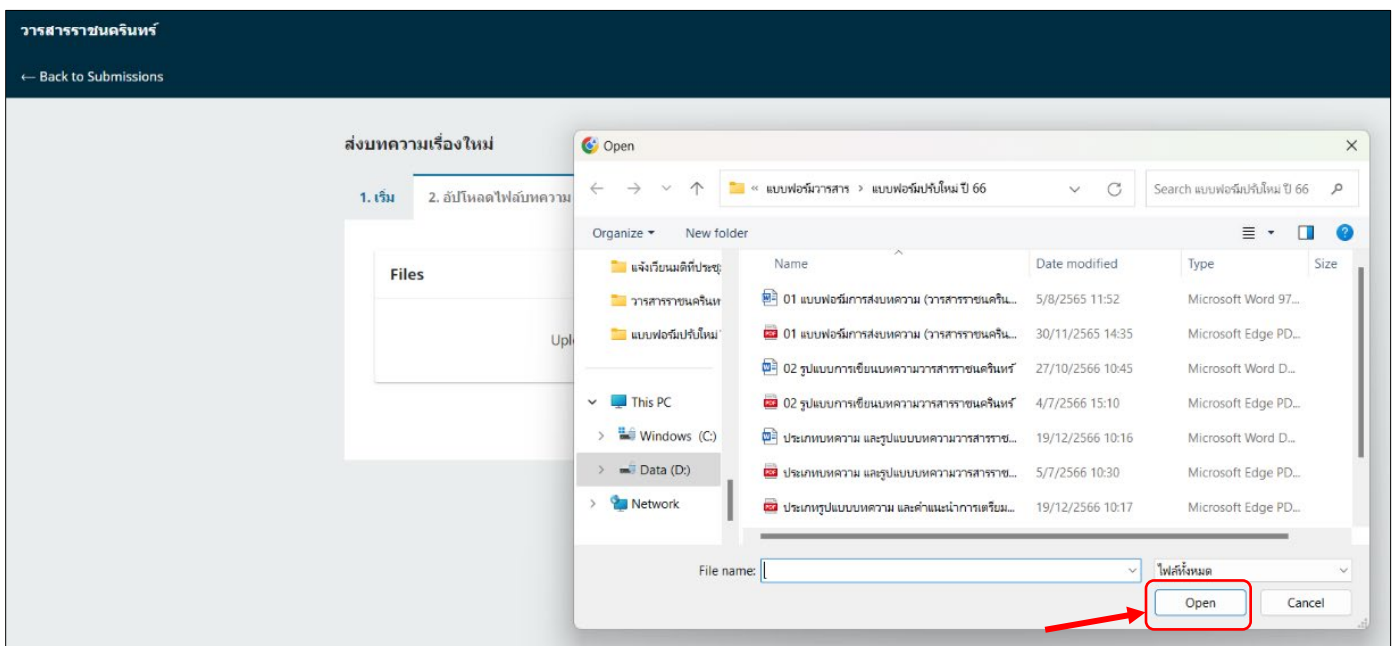 วารสารราชนครินทร์
← Back to Submissions
ส่งบทความเรื่องใหม่
1. เริ่ม 2. อัปโหลดไฟล์บทความ
Files
Upl
Open
« แบบฟอร์มวารสาร > แบบฟอร์มปรับใหม่ ปี 66
Search แบบฟอร์มปรับใหม่ ปี 66
Organize New folder
แจ้งเวียนมติที่ประชุ
วารสารราชนครินท
แบบฟอร์มปรับใหม่
This PC
Windows (C:)
Data (D:)
Network
Name Date modified Type Size
01 แบบฟอร์มการส่งบทความ (วารสารราชนคริน... 5/8/2565 11:52 Microsoft Word 97...
01 แบบฟอร์มการส่งบทความ (วารสารราชนคริน... 30/11/2565 14:35 Microsoft Edge PD...
02 รูปแบบการเขียนบทความวารสารราชนครินทร์ 27/10/2566 10:45 Microsoft Word D...
02 รูปแบบการเขียนบทความวารสารราชนครินทร์ 4/7/2566 15:10 Microsoft Edge PD...
ประเภทบทความ และรูปแบบบทความวารสารราช... 19/12/2566 10:16 Microsoft Word D...
ประเภทบทความ และรูปแบบบทความวารสารราช... 5/7/2566 10:30 Microsoft Edge PD...
ประเภทรูปแบบบทความ และคำแนะนำการเตรียม... 19/12/2566 10:17 Microsoft Edge PD...
File name: ไฟล์ทั้งหมด
Open Cancel